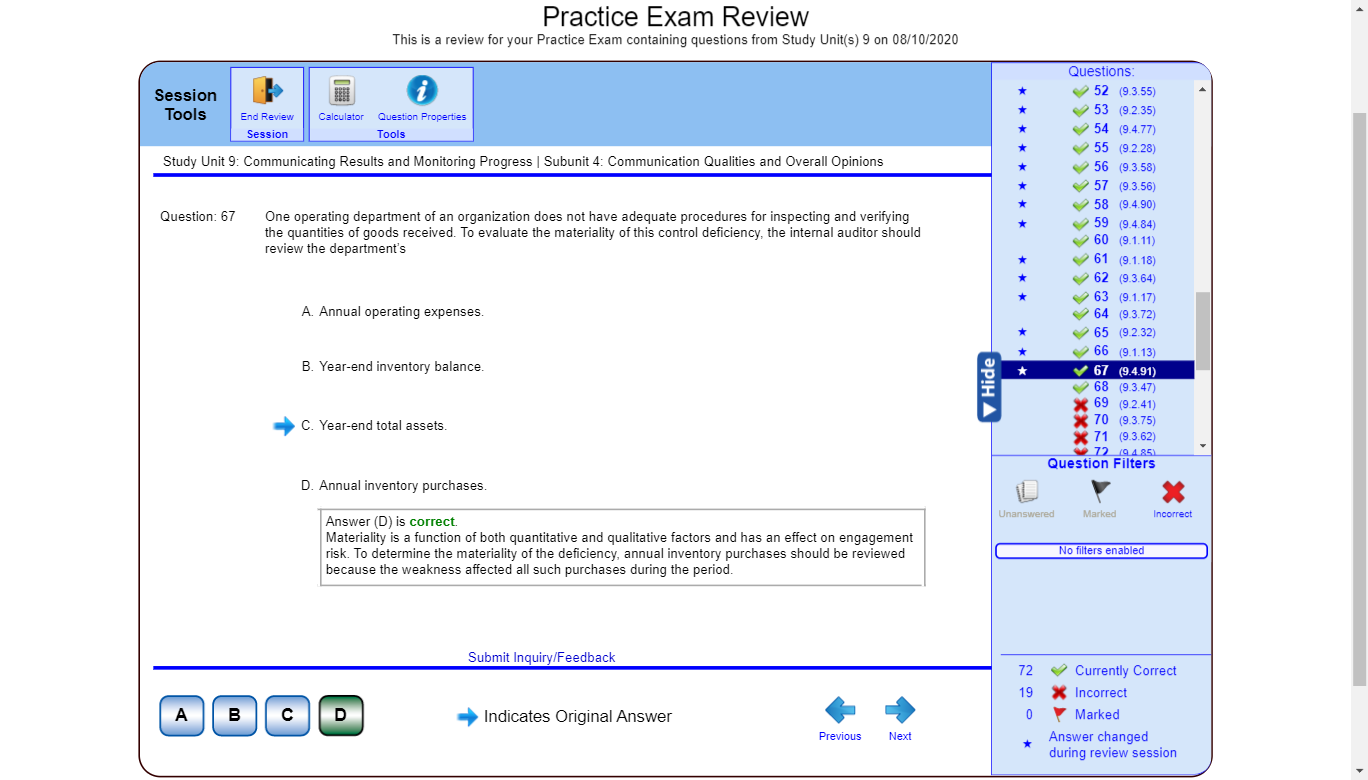 Practice Exam Review
This is a review for your Practice Exam containing questions from Study Unit(s) 9 on 08/10/2020
Session
Tools
End Review
Session
Calculator
Question Properties
Tools
Study Unit 9: Communicating Results and Monitoring Progress | Subunit 4: Communication Qualities and Overall Opinions
Question: 67
One operating department of an organization does not have adequate procedures for inspecting and verifying
the quantities of goods received. To evaluate the materiality of this control deficiency, the internal auditor should
review the department's
A. Annual operating expenses.
B. Year-end inventory balance.
C. Year-end total assets.
D. Annual inventory purchases.
Answer (D) is correct.
Materiality is a function of both quantitative and qualitative factors and has an effect on engagement
risk. To determine the materiality of the deficiency, annual inventory purchases should be reviewed
because the weakness affected all such purchases during the period.
Submit Inquiry/Feedback
A B C D
Indicates Original Answer
Previous
Next
Questions:
52 (9.3.55)
53 (9.2.35)
54 (9.4.77)
55 (9.2.28)
56 (9.3.58)
57 (9.3.56)
58 (9.4.90)
59 (9.4.84)
60 (9.1.11)
61 (9.1.18)
62 (9.3.64)
63 (9.1.17)
64 (9.3.72)
65 (9.2.32)
66 (9.1.13)
67 (9.4.91)
68 (9.3.47)
69 (9.2.41)
70 (9.3.75)
71 (9.3.62)
72 (9.4.85)
Hide
Question Filters
Unanswered
Marked
Incorrect
No filters enabled
72 Currently Correct
19 Incorrect
0 Marked
Answer changed
during review session